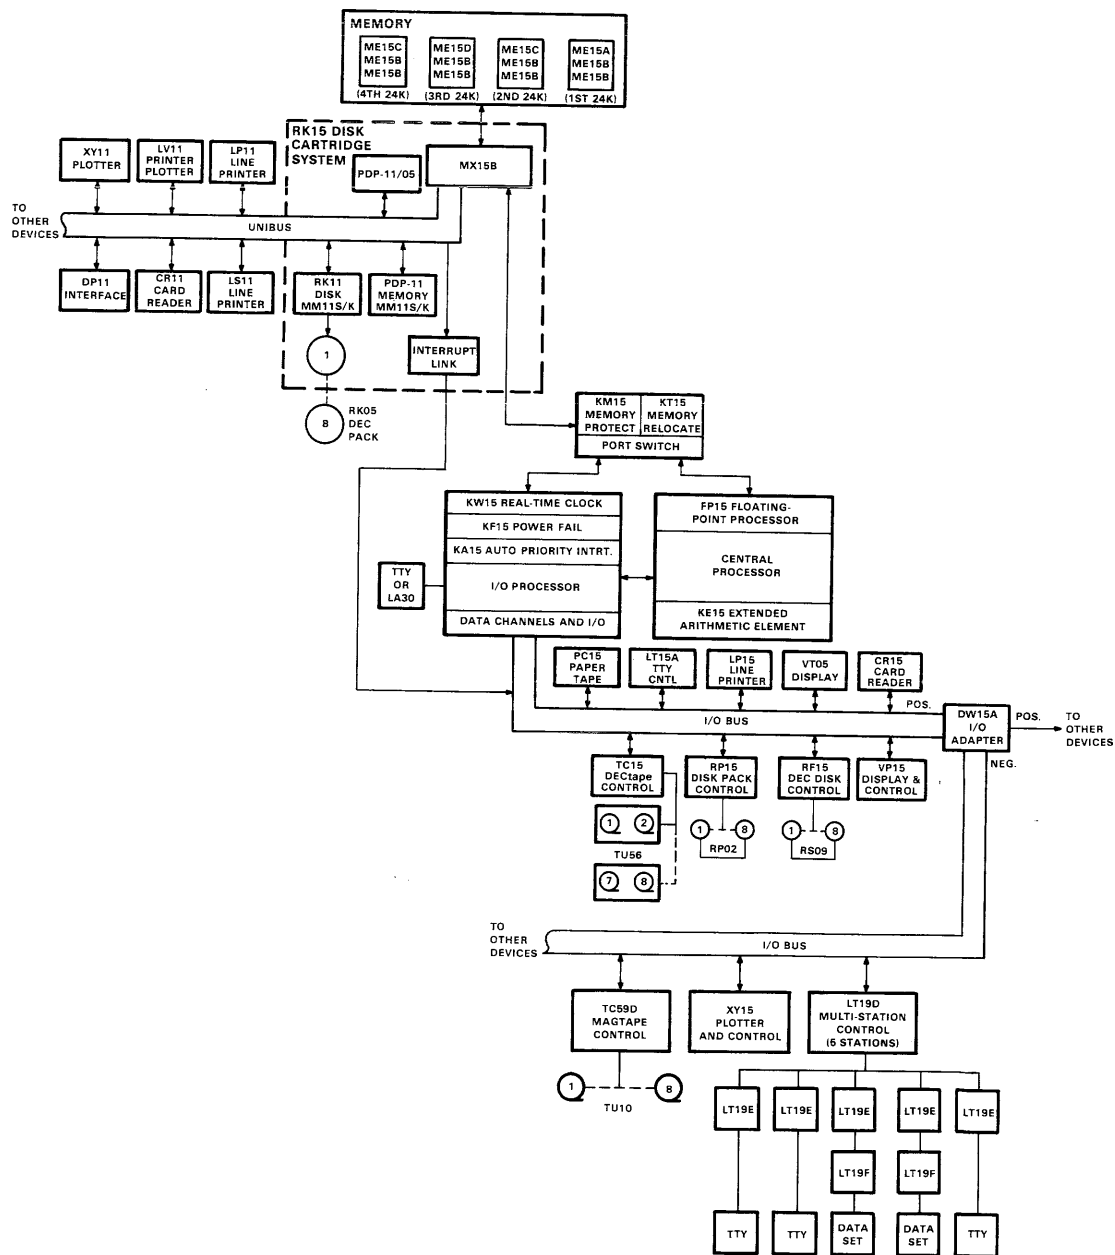 MEMORY
ME15C
ME15B
ME15B
(4TH 24K)
ME15D
ME15B
ME15B
(3RD 24K)
ME15C
ME15B
ME15B
(2ND 24K)
ME15A
ME15B
ME15B
(1ST 24K)
RK15 DISK
CARTRIDGE
SYSTEM
MX15B
PDP-11/05
XY11
PLOTTER
LV11
PRINTER
PLOTTER
LP11
LINE
PRINTER
TO
OTHER
DEVICES
UNIBUS
DP11
INTERFACE
CR11
CARD
READER
LS11
LINE
PRINTER
RK11
DISK
MM11S/K
PDP-11
MEMORY
MM11S/K
1
INTERRUPT
LINK
8
RK05
DEC
PACK
KM15
MEMORY
PROTECT
KT15
MEMORY
RELOCATE
PORT SWITCH
KW15 REAL-TIME CLOCK
KF15 POWER FAIL
KA15 AUTO PRIORITY INTRT.
I/O PROCESSOR
DATA CHANNELS AND I/O
TTY
OR
LA30
FP15 FLOATING-
POINT PROCESSOR
CENTRAL
PROCESSOR
KE15 EXTENDED
ARITHMETIC ELEMENT
PC15
PAPER
TAPE
LT15A
TTY
CNTL
LP15
LINE
PRINTER
VT05
DISPLAY
CR15
CARD
READER
POS.
I/O BUS
DW15A
I/O
ADAPTER
POS.
TO
OTHER
DEVICES
NEG.
TC15
DECtape
CONTROL
RP15
DISK PACK
CONTROL
RF15
DEC DISK
CONTROL
VP15
DISPLAY &
CONTROL
1 2
TU56
7 8
1 8
RP02
1 8
RS09
TO
OTHER
DEVICES
I/O BUS
TC59D
MAGTAPE
CONTROL
XY15
PLOTTER
AND CONTROL
LT19D
MULTI-STATION
CONTROL
(6 STATIONS)
1 8
TU10
LT19E LT19E LT19E LT19E LT19E
LT19F LT19F
TTY
TTY
DATA
SET
DATA
SET
TTY